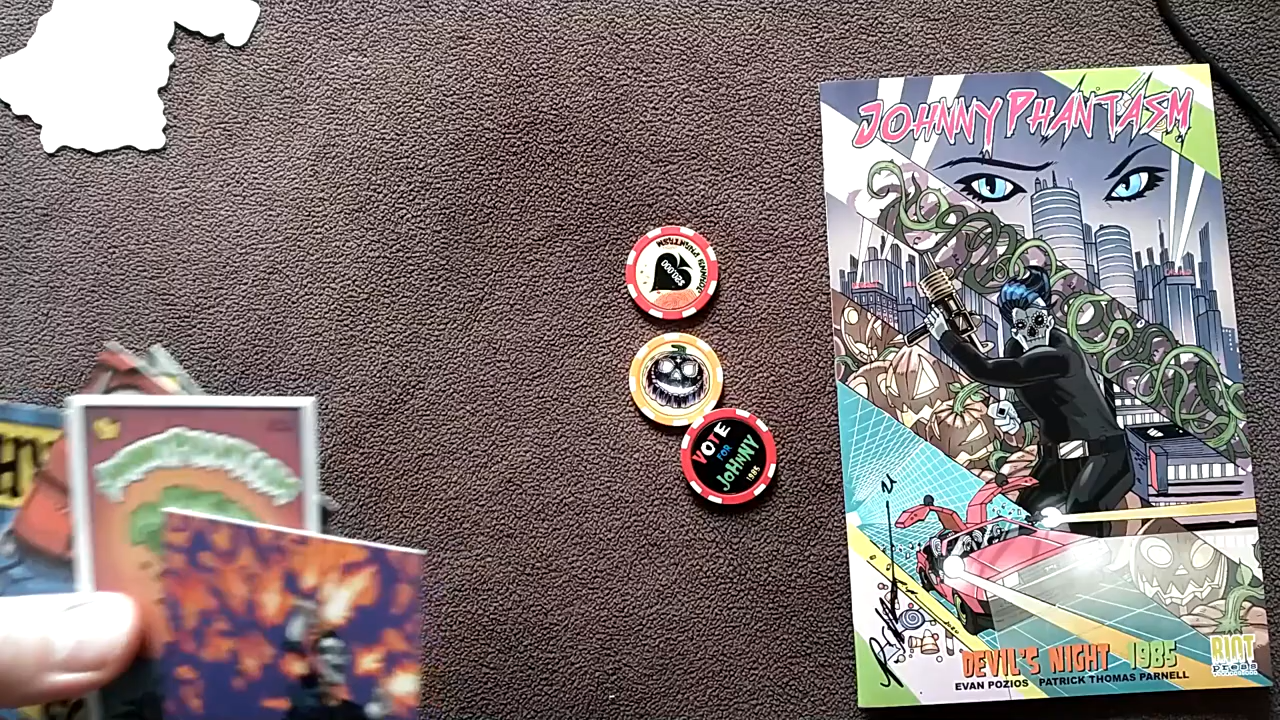 JOHNNY PHANTASM
JOHNNY PHANTASM
$20,000
VOTE
FOR
JOHNNY
1985
DEVIL'S NIGHT 1985
EVAN POZIOS PATRICK THOMAS PARNELL
RIOT
press